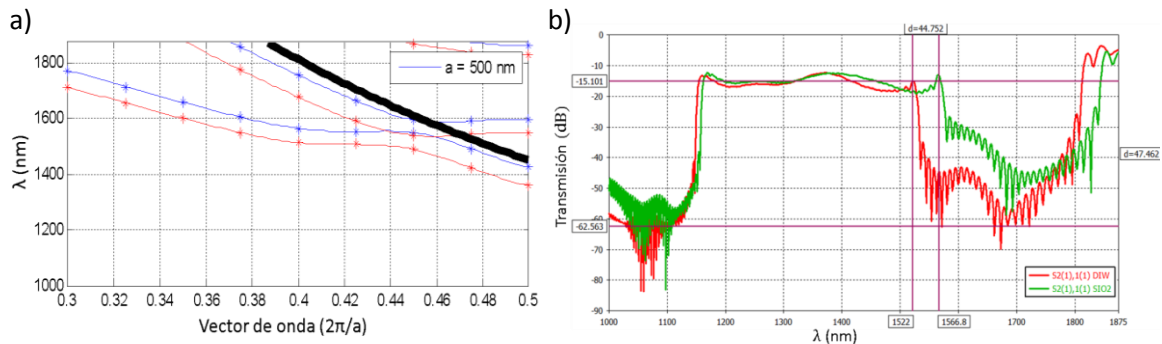 a)
λ (nm)
1800
1600
1400
1200
1000
0.3 0.32 0.34 0.36 0.38 0.4 0.42 0.44 0.46 0.48 0.5
Vector de onda (2π/a)
a = 500 nm
b)
d=44.752
Transmisión (dB)
0
-10
-15.101
-20
-30
-40
-50
-60
-62.563
-70
-80
-90
d=47.462
S2(1),1(1) DIW
S2(1),1(1) SIO2
1000 1100 1200 1300 1400 1522 1566.8 1600 1700 1800 1875
λ (nm)